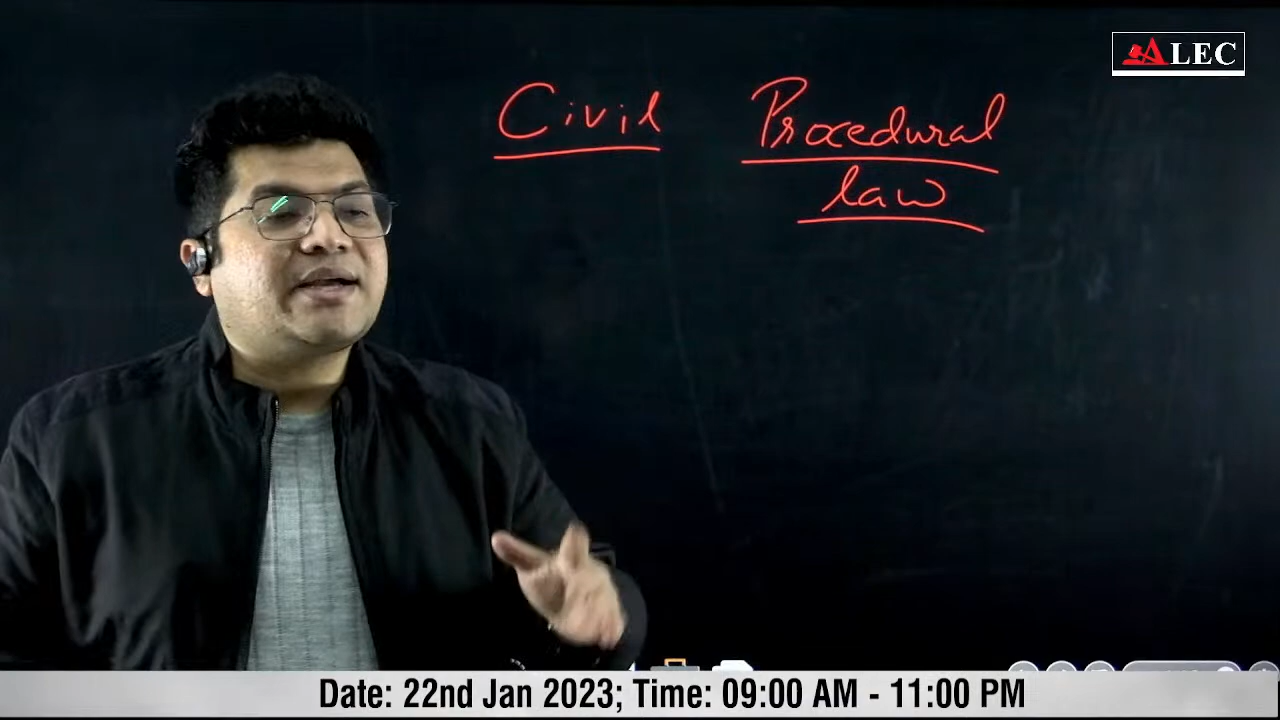 ALEC
Civil Procedural
law
Date: 22nd Jan 2023; Time: 09:00 AM - 11:00 PM